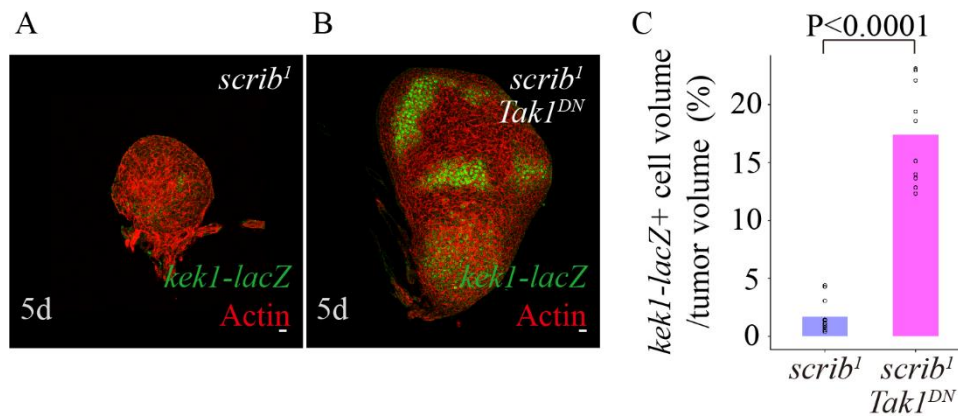 A
scrib¹
kek1-lacZ
5d
Actin
B
scrib¹
Tak1ᴰᴺ
kek1-lacZ
5d
Actin
C
P<0.0001
kek1-lacZ+ cell volume
/tumor volume (%)
20
15
10
5
0
scrib¹
scrib¹
Tak1ᴰᴺ